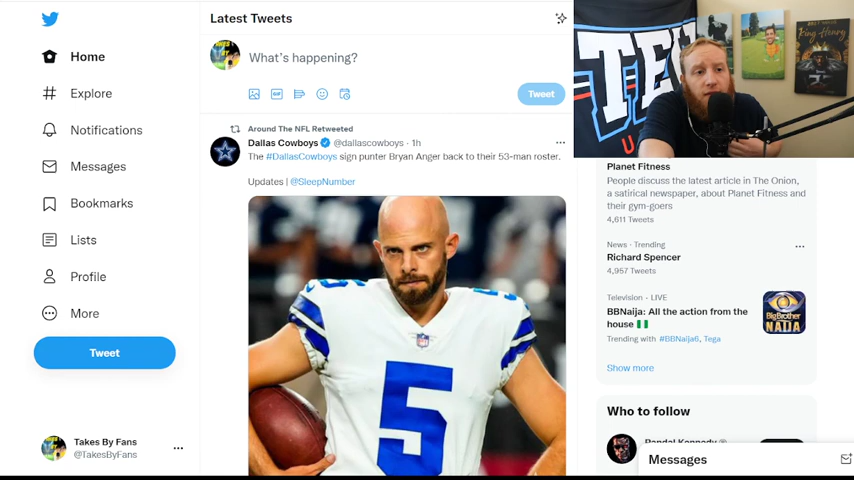 Home
Explore
Notifications
Messages
Bookmarks
Lists
Profile
More
Tweet
Takes By Fans
@TakesByFans
Latest Tweets
What's happening?
GIF
Tweet
Around The NFL Retweeted
Dallas Cowboys @dallascowboys · 1h
The #DallasCowboys sign punter Bryan Anger back to their 53-man roster.
Updates | @SleepNumber
5
King Henry
Planet Fitness
People discuss the latest article in The Onion,
a satirical newspaper, about Planet Fitness and
their gym-goers
4,611 Tweets
News · Trending
Richard Spencer
4,957 Tweets
Television · LIVE
BBNaija: All the action from the
house
Trending with #BBNaija6, Tega
Big Brother
NAIJA
Show more
Who to follow
Messages